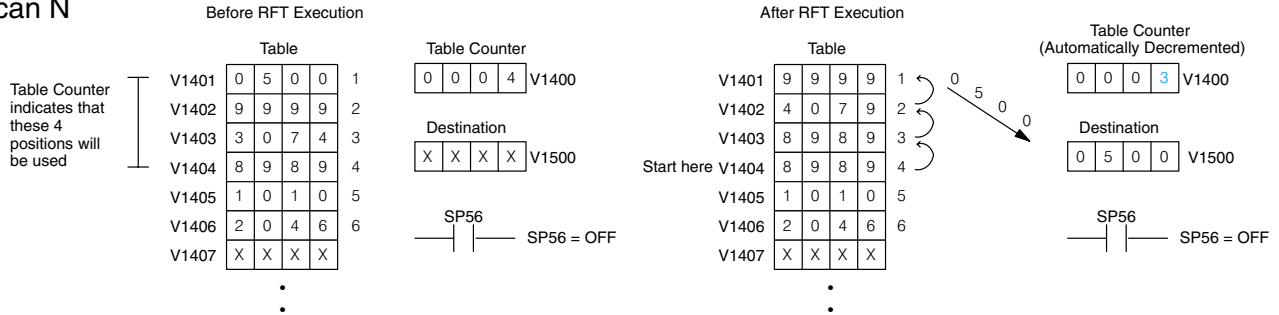 can N
Before RFT Execution
Table
V1401 0 5 0 0 1
V1402 9 9 9 9 2
V1403 3 0 7 4 3
V1404 8 9 8 9 4
V1405 1 0 1 0 5
V1406 2 0 4 6 6
V1407 X X X X
Table Counter
indicates that
these 4
positions will
be used
Table Counter
0 0 0 4 V1400
Destination
X X X X V1500
SP56
SP56 = OFF
After RFT Execution
Table
V1401 9 9 9 9 1
V1402 4 0 7 9 2
V1403 8 9 8 9 3
Start here V1404 8 9 8 9 4
V1405 1 0 1 0 5
V1406 2 0 4 6 6
V1407 X X X X
0 5 0 0
Table Counter
(Automatically Decremented)
0 0 0 3 V1400
Destination
0 5 0 0 V1500
SP56
SP56 = OFF